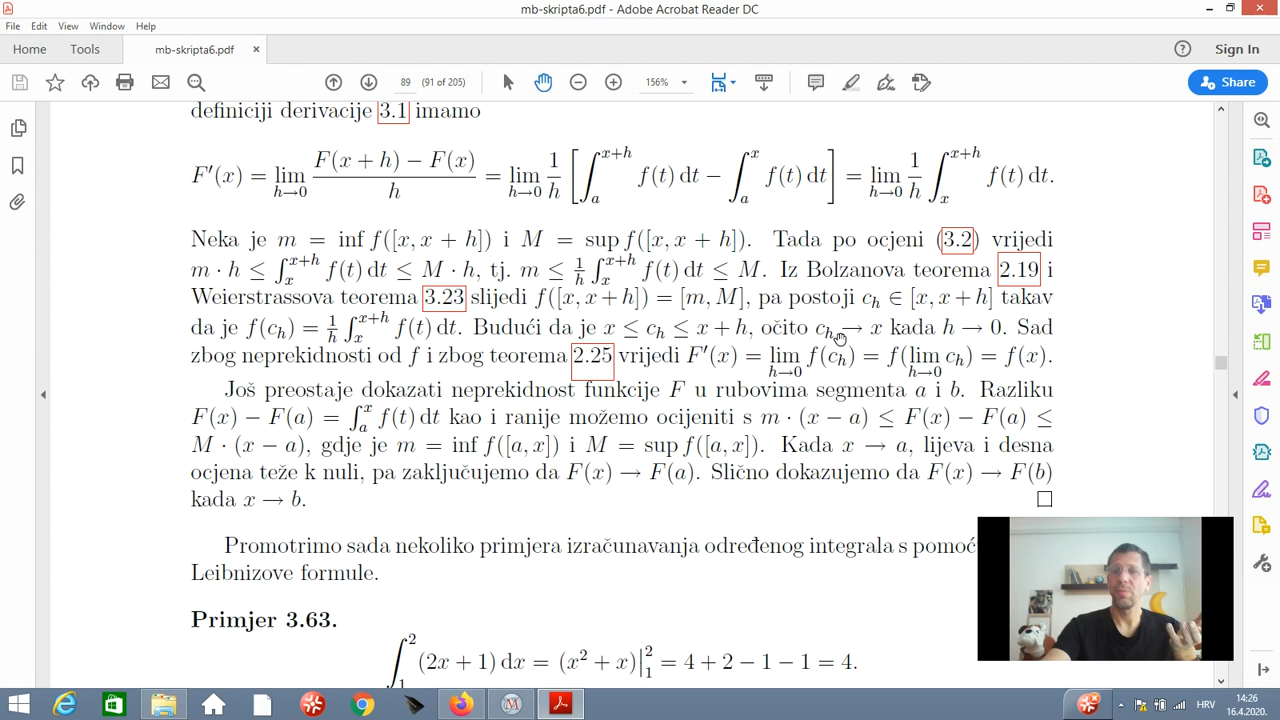 mb-skripta6.pdf - Adobe Acrobat Reader DC
File Edit View Window Help
Home Tools mb-skripta6.pdf × Sign In
89 (91 of 205) 156% Share
definiciji derivacije 3.1 imamo
F′(x) = lim_{h→0} \frac{F(x + h) − F(x)}{h} = lim_{h→0} \frac{1}{h} [ ∫_a^{x+h} f(t) dt − ∫_a^x f(t) dt ] = lim_{h→0} \frac{1}{h} ∫_x^{x+h} f(t) dt.
Neka je m = inf f([x, x + h]) i M = sup f([x, x + h]). Tada po ocjeni (3.2) vrijedi
m · h ≤ ∫_x^{x+h} f(t) dt ≤ M · h, tj. m ≤ \frac{1}{h} ∫_x^{x+h} f(t) dt ≤ M. Iz Bolzanova teorema 2.19 i
Weierstrassova teorema 3.23 slijedi f([x, x + h]) = [m, M], pa postoji c_h ∈ [x, x + h] takav
da je f(c_h) = \frac{1}{h} ∫_x^{x+h} f(t) dt. Budući da je x ≤ c_h ≤ x + h, očito c_h → x kada h → 0. Sad
zbog neprekidnosti od f i zbog teorema 2.25 vrijedi F′(x) = lim_{h→0} f(c_h) = f(lim_{h→0} c_h) = f(x).
Još preostaje dokazati neprekidnost funkcije F u rubovima segmenta a i b. Razliku
F(x) − F(a) = ∫_a^x f(t) dt kao i ranije možemo ocijeniti s m · (x − a) ≤ F(x) − F(a) ≤
M · (x − a), gdje je m = inf f([a, x]) i M = sup f([a, x]). Kada x → a, lijeva i desna
ocjena teže k nuli, pa zaključujemo da F(x) → F(a). Slično dokazujemo da F(x) → F(b)
kada x → b. □
Promotrimo sada nekoliko primjera izračunavanja određenog integrala s pomoć
Leibnizove formule.
Primjer 3.63.
∫_1^2 (2x + 1) dx = (x^2 + x)|_1^2 = 4 + 2 − 1 − 1 = 4.
HRV 14:26
16.4.2020.